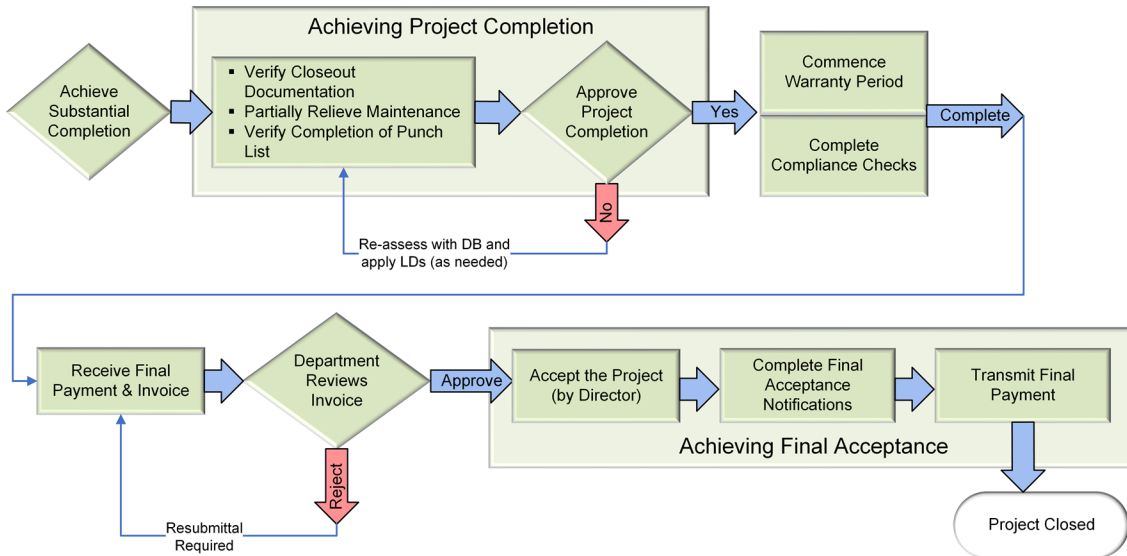 Achieving Project Completion
Achieve
Substantial
Completion
▪ Verify Closeout
Documentation
▪ Partially Relieve Maintenance
▪ Verify Completion of Punch
List
Approve
Project
Completion
Yes
No
Re-assess with DB and
apply LDs (as needed)
Commence
Warranty Period
Complete
Compliance Checks
Complete
Receive Final
Payment & Invoice
Department
Reviews
Invoice
Approve
Reject
Resubmittal
Required
Accept the Project
(by Director)
Complete Final
Acceptance
Notifications
Transmit Final
Payment
Achieving Final Acceptance
Project Closed